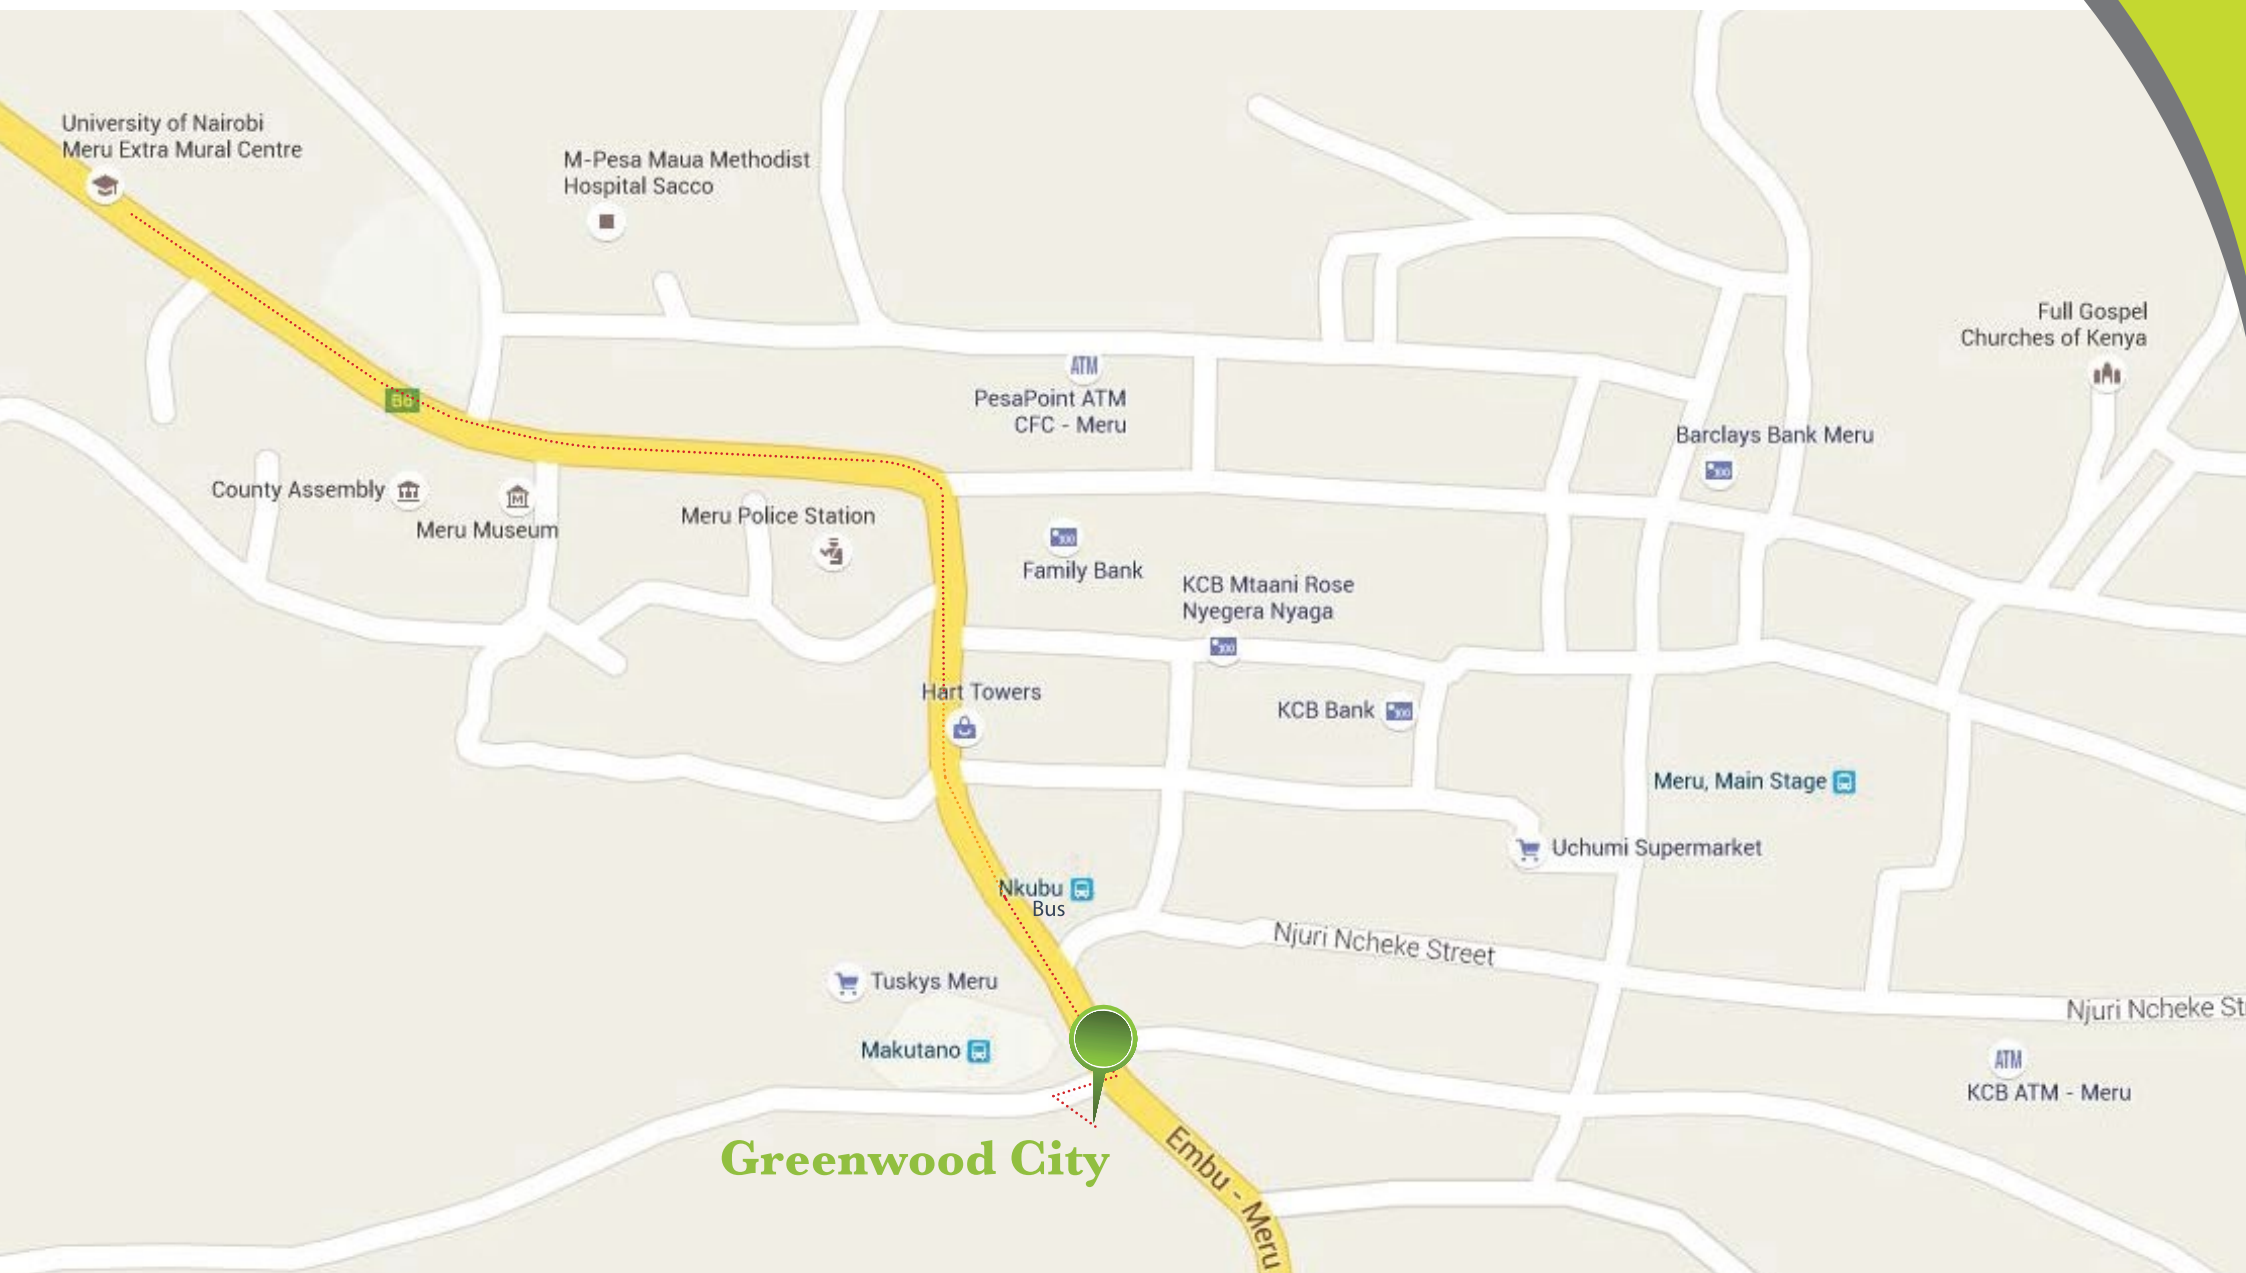 University of Nairobi
Meru Extra Mural Centre
M-Pesa Maua Methodist
Hospital Sacco
Full Gospel
Churches of Kenya
ATM
PesaPoint ATM
CFC - Meru
B6
Barclays Bank Meru
County Assembly
Meru Museum
Meru Police Station
Family Bank
KCB Mtaani Rose
Nyegera Nyaga
Hart Towers
KCB Bank
Meru, Main Stage
Uchumi Supermarket
Nkubu
Bus
Njuri Ncheke Street
Tuskys Meru
Njuri Ncheke St
Makutano
ATM
KCB ATM - Meru
Greenwood City
Embu - Meru